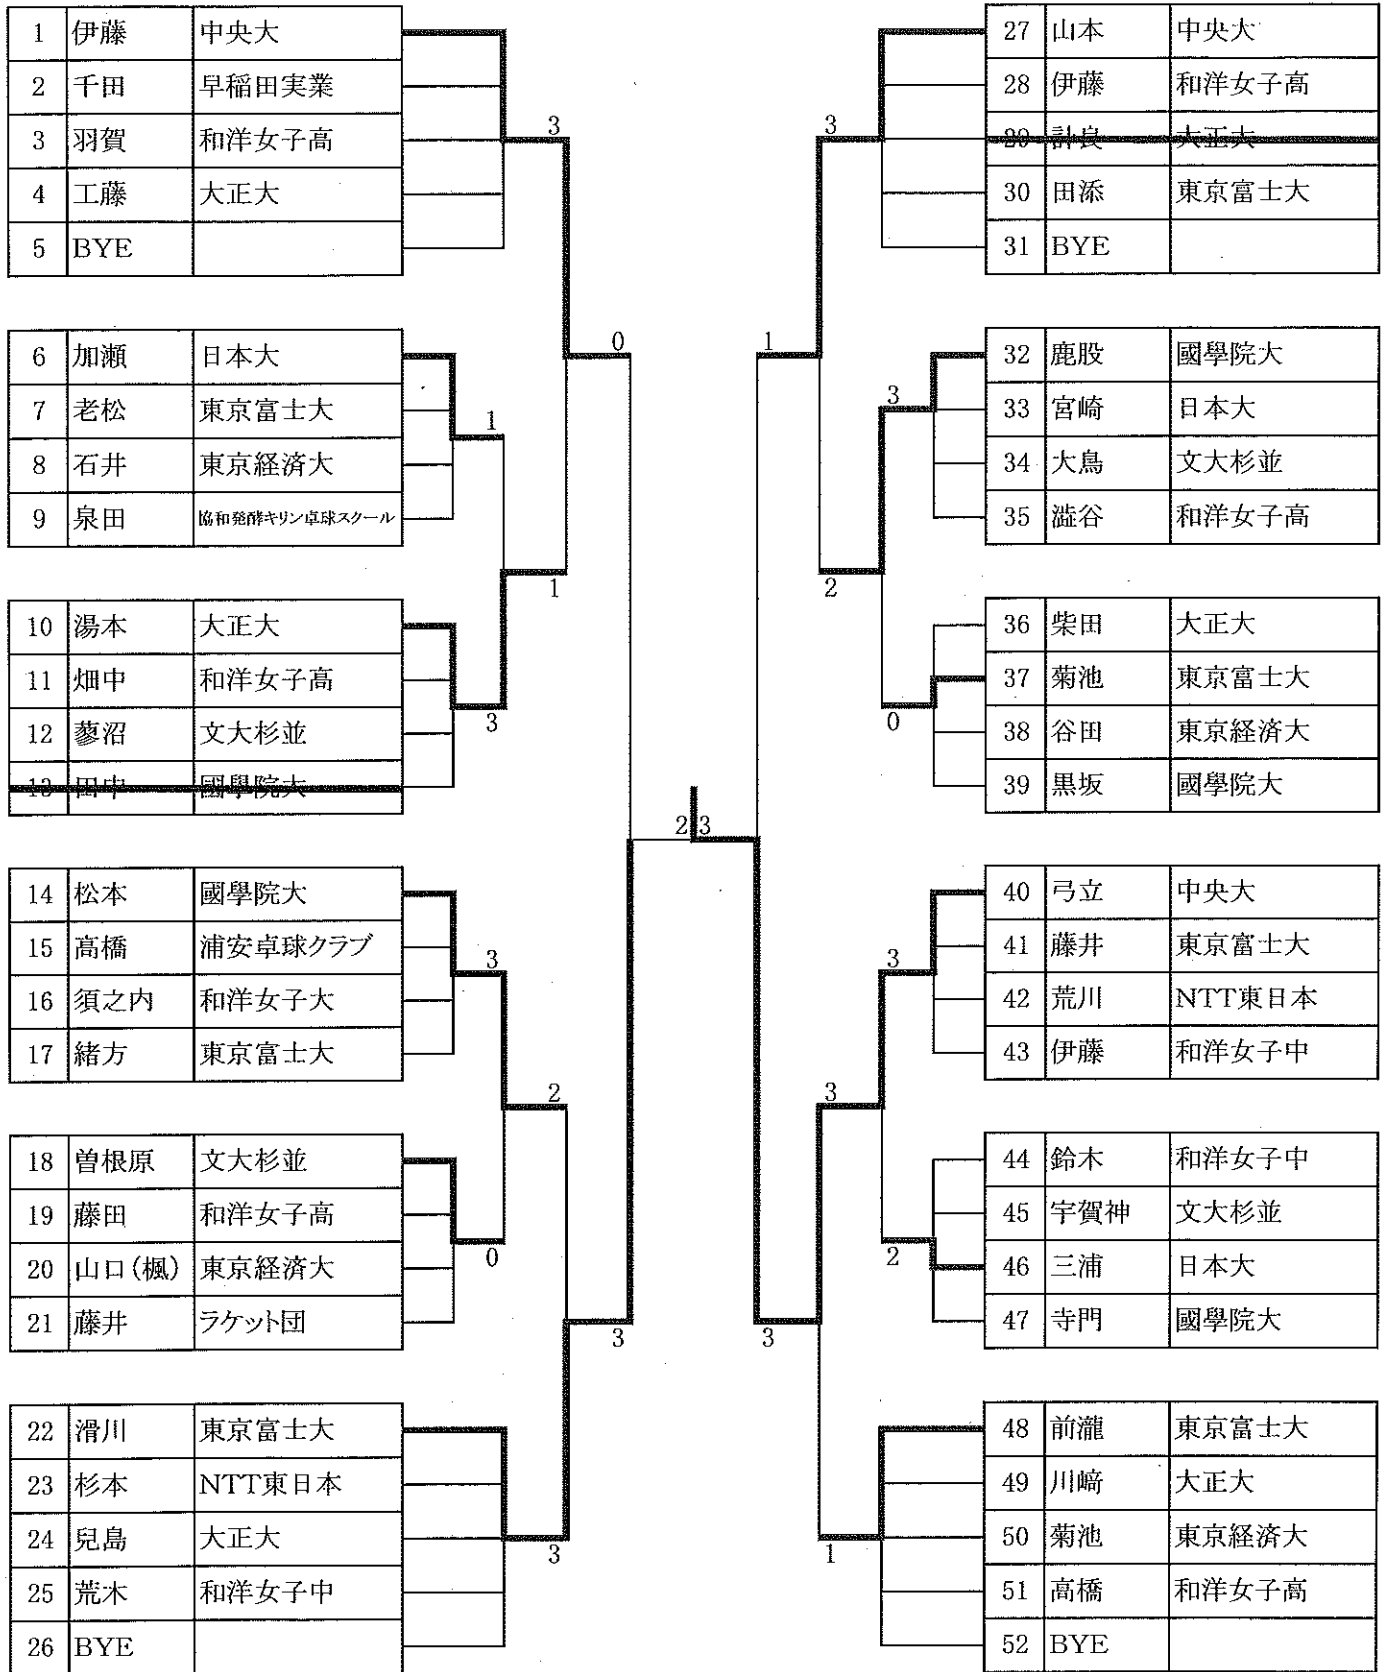 1 伊藤 中央大
2 千田 早稲田実業
3 羽賀 和洋女子高
4 工藤 大正大
5 BYE
6 加瀬 日本大
7 老松 東京富士大
8 石井 東京経済大
9 泉田 協和発酵キリン卓球スクール
10 湯本 大正大
11 畑中 和洋女子高
12 蓼沼 文大杉並
13 田中 國學院大
14 松本 國學院大
15 高橋 浦安卓球クラブ
16 須之内 和洋女子大
17 緒方 東京富士大
18 曽根原 文大杉並
19 藤田 和洋女子高
20 山口(楓) 東京経済大
21 藤井 ラケット団
22 滑川 東京富士大
23 杉本 NTT東日本
24 兒島 大正大
25 荒木 和洋女子中
26 BYE
3
0
1
1
3
3
2
0
3
3
2 3
3
1
3
2
0
3
3
2
3
1
27 山本 中央大
28 伊藤 和洋女子高
29 計良 大正大
30 田添 東京富士大
31 BYE
32 鹿股 國學院大
33 宮崎 日本大
34 大鳥 文大杉並
35 澁谷 和洋女子高
36 柴田 大正大
37 菊池 東京富士大
38 谷田 東京経済大
39 黒坂 國學院大
40 弓立 中央大
41 藤井 東京富士大
42 荒川 NTT東日本
43 伊藤 和洋女子中
44 鈴木 和洋女子中
45 宇賀神 文大杉並
46 三浦 日本大
47 寺門 國學院大
48 前瀧 東京富士大
49 川﨑 大正大
50 菊池 東京経済大
51 高橋 和洋女子高
52 BYE